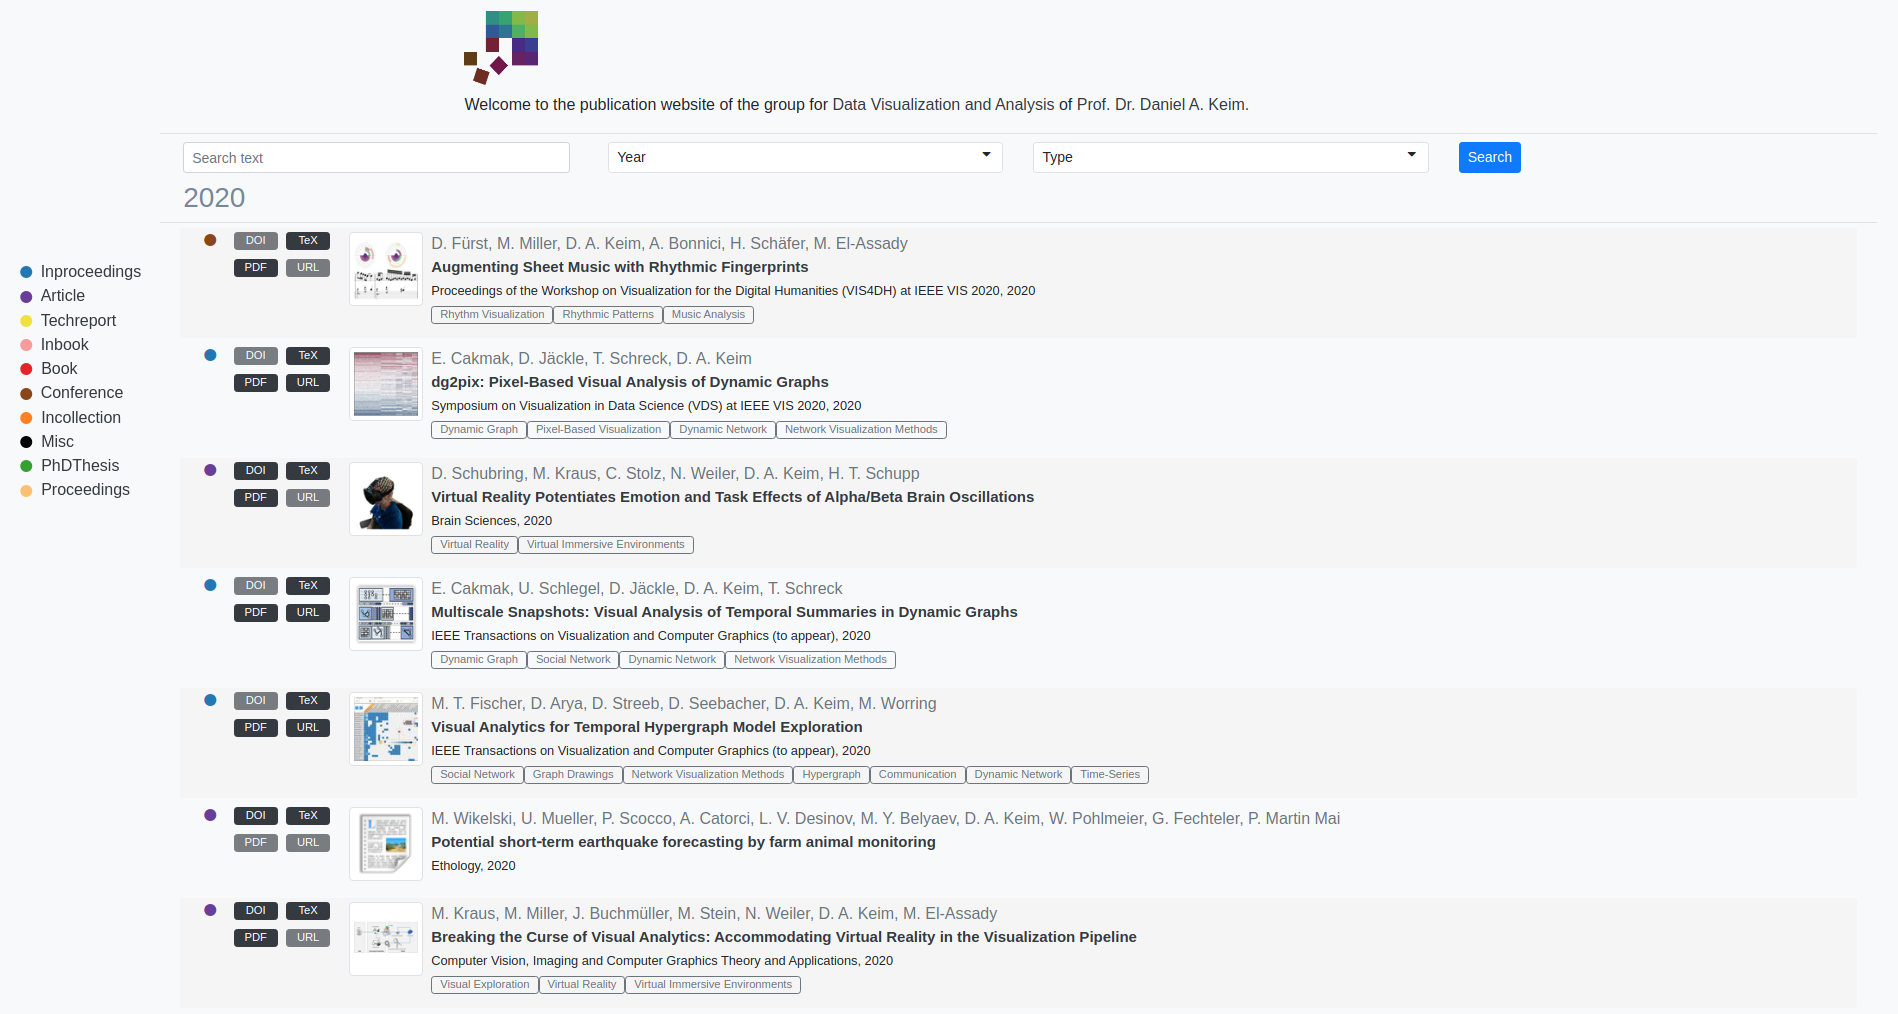 Welcome to the publication website of the group for Data Visualization and Analysis of Prof. Dr. Daniel A. Keim.
Search text
Year
Type
Search
2020
Inproceedings
Article
Techreport
Inbook
Book
Conference
Incollection
Misc
PhDThesis
Proceedings
DOI TeX
PDF URL
D. Fürst, M. Miller, D. A. Keim, A. Bonnici, H. Schäfer, M. El-Assady
Augmenting Sheet Music with Rhythmic Fingerprints
Proceedings of the Workshop on Visualization for the Digital Humanities (VIS4DH) at IEEE VIS 2020, 2020
Rhythm Visualization Rhythmic Patterns Music Analysis
DOI TeX
PDF URL
E. Cakmak, D. Jäckle, T. Schreck, D. A. Keim
dg2pix: Pixel-Based Visual Analysis of Dynamic Graphs
Symposium on Visualization in Data Science (VDS) at IEEE VIS 2020, 2020
Dynamic Graph Pixel-Based Visualization Dynamic Network Network Visualization Methods
DOI TeX
PDF URL
D. Schubring, M. Kraus, C. Stolz, N. Weiler, D. A. Keim, H. T. Schupp
Virtual Reality Potentiates Emotion and Task Effects of Alpha/Beta Brain Oscillations
Brain Sciences, 2020
Virtual Reality Virtual Immersive Environments
DOI TeX
PDF URL
E. Cakmak, U. Schlegel, D. Jäckle, D. A. Keim, T. Schreck
Multiscale Snapshots: Visual Analysis of Temporal Summaries in Dynamic Graphs
IEEE Transactions on Visualization and Computer Graphics (to appear), 2020
Dynamic Graph Social Network Dynamic Network Network Visualization Methods
DOI TeX
PDF URL
M. T. Fischer, D. Arya, D. Streeb, D. Seebacher, D. A. Keim, M. Worring
Visual Analytics for Temporal Hypergraph Model Exploration
IEEE Transactions on Visualization and Computer Graphics (to appear), 2020
Social Network Graph Drawings Network Visualization Methods Hypergraph Communication Dynamic Network Time-Series
DOI TeX
PDF URL
M. Wikelski, U. Mueller, P. Scocco, A. Catorci, L. V. Desinov, M. Y. Belyaev, D. A. Keim, W. Pohlmeier, G. Fechteler, P. Martin Mai
Potential short-term earthquake forecasting by farm animal monitoring
Ethology, 2020
DOI TeX
PDF URL
M. Kraus, M. Miller, J. Buchmüller, M. Stein, N. Weiler, D. A. Keim, M. El-Assady
Breaking the Curse of Visual Analytics: Accommodating Virtual Reality in the Visualization Pipeline
Computer Vision, Imaging and Computer Graphics Theory and Applications, 2020
Visual Exploration Virtual Reality Virtual Immersive Environments